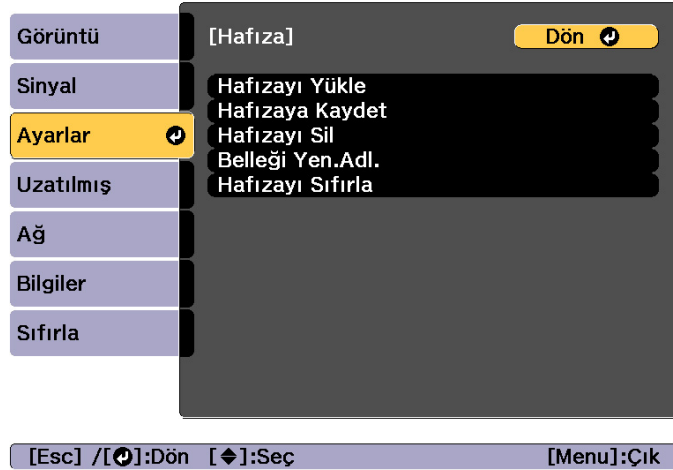 Görüntü
Sinyal
Ayarlar
Uzatılmış
Ağ
Bilgiler
Sıfırla
[Hafıza]
Dön
Hafızayı Yükle
Hafızaya Kaydet
Hafızayı Sil
Belleği Yen.Adl.
Hafızayı Sıfırla
[Esc] /[⮐]:Dön [◆]:Seç [Menu]:Çık